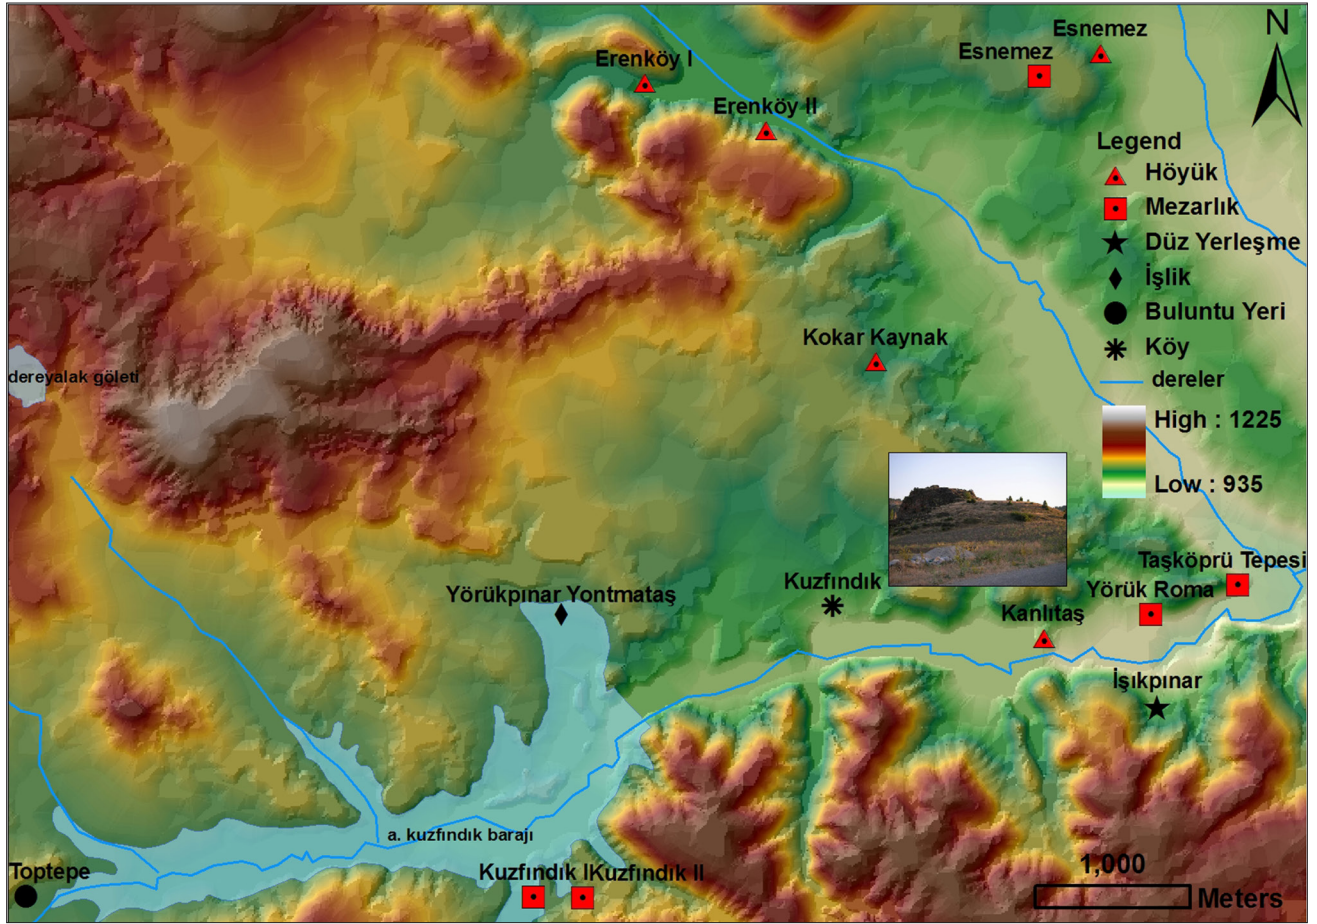 Esnemez
N
Esnemez
Erenköy I
Erenköy II
Legend
Höyük
Mezarlık
Düz Yerleşme
İşlik
Buluntu Yeri
Köy
dereler
High : 1225
Low : 935
Kokar Kaynak
dereyalak göleti
Taşköprü Tepesi
Kuzfındık
Yörük Roma
Yörükpınar Yontmataş
Kanlıtaş
İşıkpınar
a. kuzfındık barajı
1,000
Meters
Toptepe
Kuzfındık I
Kuzfındık II